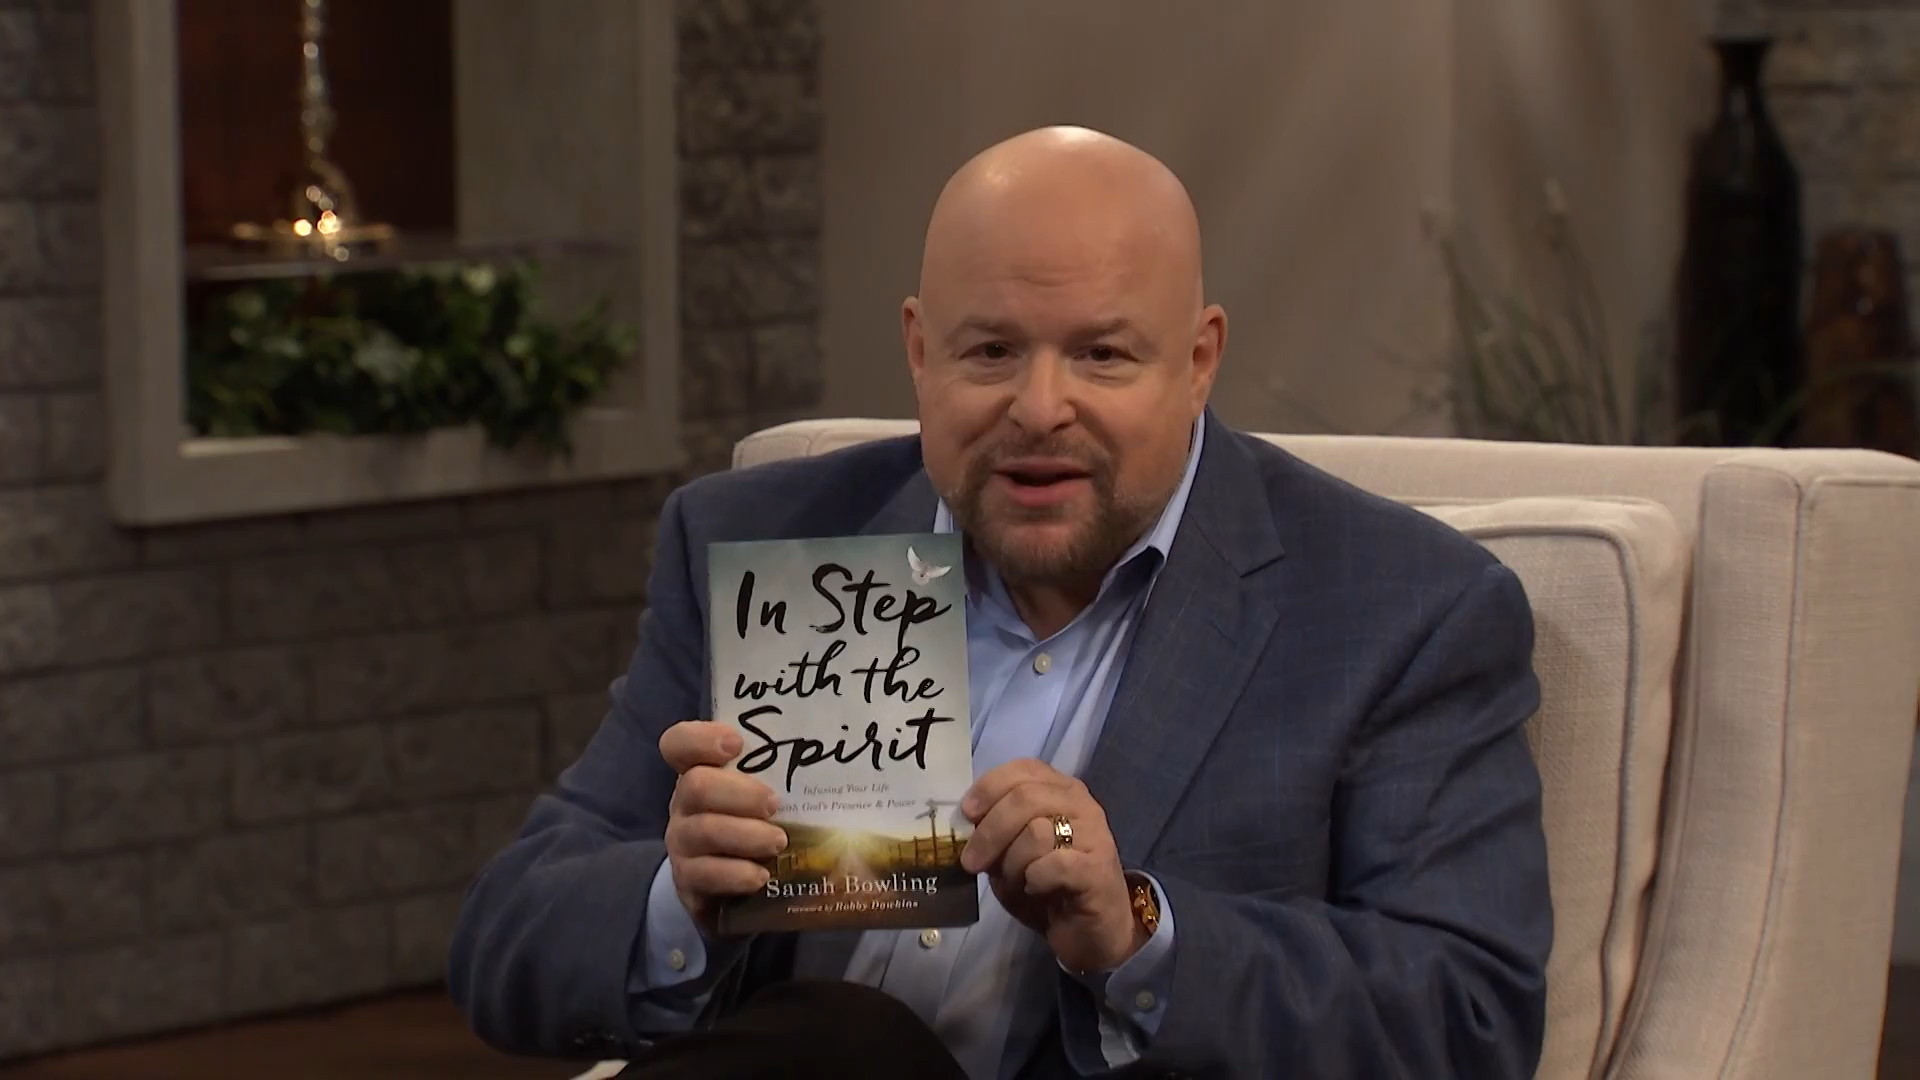 In Step
with the
Spirit
Infusing Your Life
with God's Presence & Power
Sarah Bowling
Foreword by Robby Dawkins